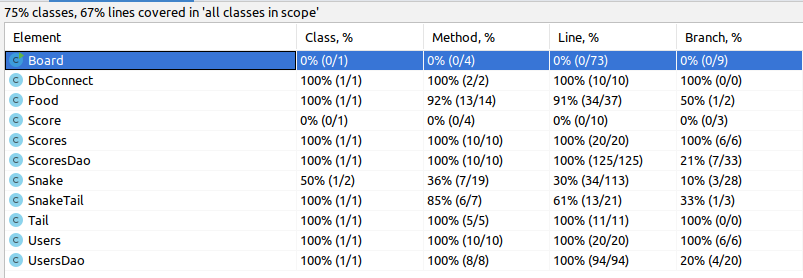 75% classes, 67% lines covered in 'all classes in scope'
Element Class, % Method, % Line, % Branch, %
C Board 0% (0/1) 0% (0/4) 0% (0/73) 0% (0/9)
C DbConnect 100% (1/1) 100% (2/2) 100% (10/10) 100% (0/0)
C Food 100% (1/1) 92% (13/14) 91% (34/37) 50% (1/2)
C Score 0% (0/1) 0% (0/4) 0% (0/10) 0% (0/3)
C Scores 100% (1/1) 100% (10/10) 100% (20/20) 100% (6/6)
C ScoresDao 100% (1/1) 100% (10/10) 100% (125/125) 21% (7/33)
C Snake 50% (1/2) 36% (7/19) 30% (34/113) 10% (3/28)
C SnakeTail 100% (1/1) 85% (6/7) 61% (13/21) 33% (1/3)
C Tail 100% (1/1) 100% (5/5) 100% (11/11) 100% (0/0)
C Users 100% (1/1) 100% (10/10) 100% (20/20) 100% (6/6)
C UsersDao 100% (1/1) 100% (8/8) 100% (94/94) 20% (4/20)